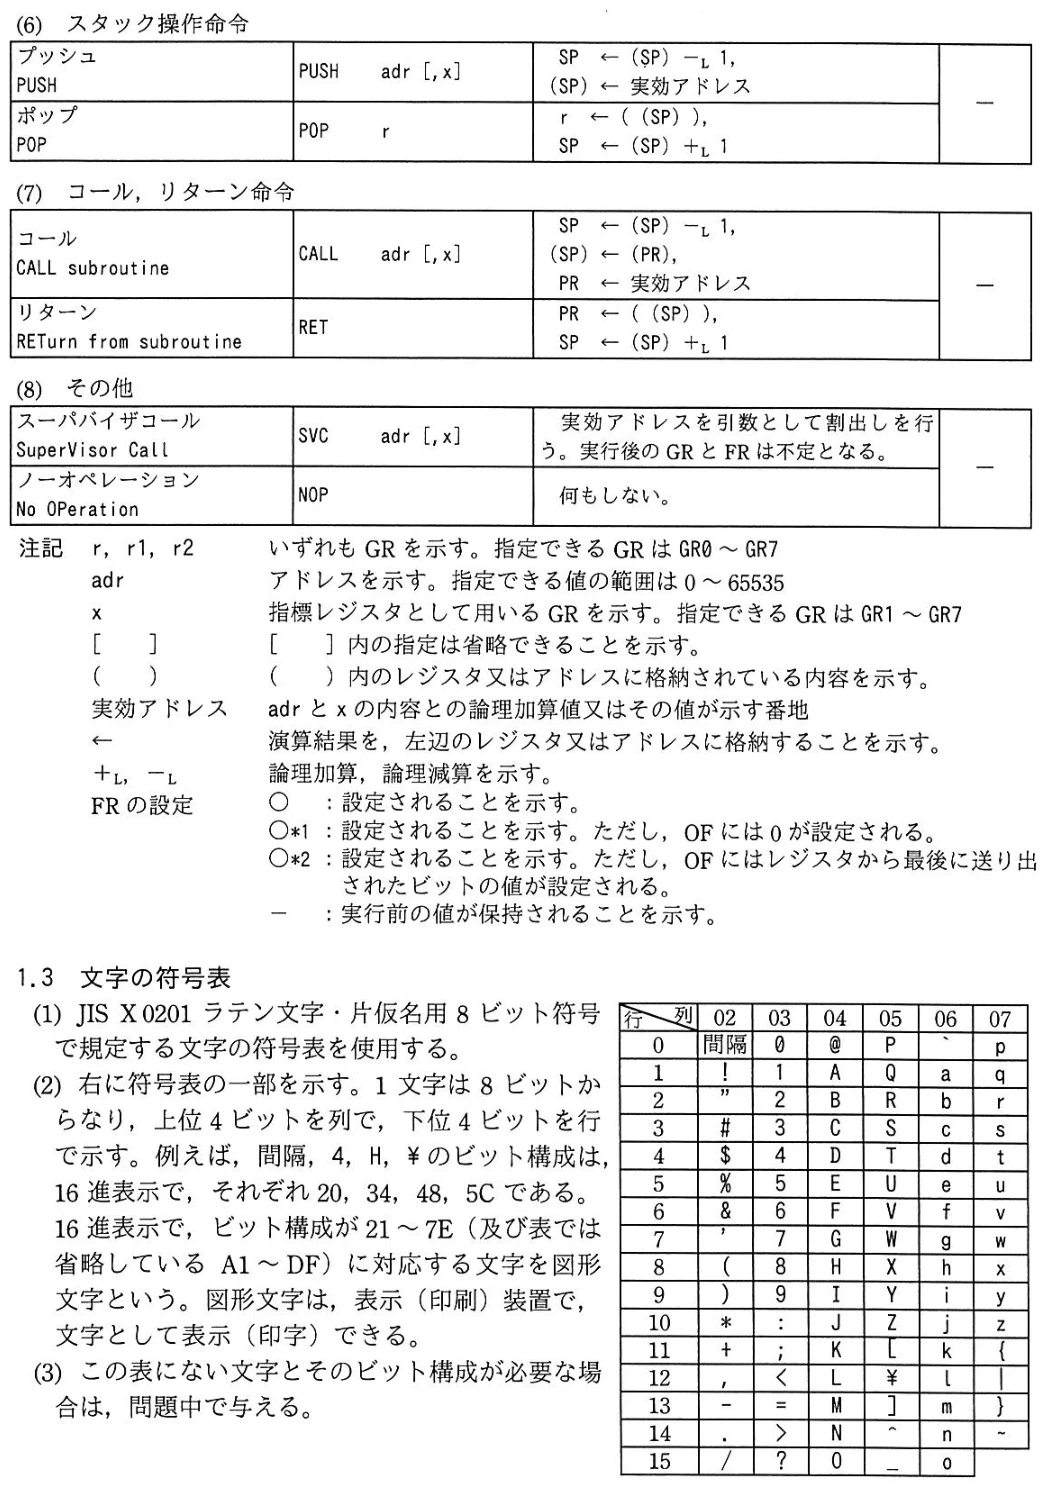 (6) スタック操作命令
プッシュ
PUSH
PUSH adr [,x]
SP ← (SP) −L 1,
(SP) ← 実効アドレス
—
ポップ
POP
POP r
r ← ( (SP) ),
SP ← (SP) +L 1
(7) コール，リターン命令
コール
CALL subroutine
CALL adr [,x]
SP ← (SP) −L 1,
(SP) ← (PR),
PR ← 実効アドレス
—
リターン
RETurn from subroutine
RET
PR ← ( (SP) ),
SP ← (SP) +L 1
(8) その他
スーパバイザコール
SuperVisor Call
SVC adr [,x]
実効アドレスを引数として割出しを行
う。実行後の GR と FR は不定となる。
—
ノーオペレーション
No OPeration
NOP
何もしない。
注記 r, r1, r2 いずれも GR を示す。指定できる GR は GR0 ～ GR7
adr アドレスを示す。指定できる値の範囲は 0 ～ 65535
x 指標レジスタとして用いる GR を示す。指定できる GR は GR1 ～ GR7
[ ] [ ] 内の指定は省略できることを示す。
( ) ( ) 内のレジスタ又はアドレスに格納されている内容を示す。
実効アドレス adr と x の内容との論理加算値又はその値が示す番地
← 演算結果を，左辺のレジスタ又はアドレスに格納することを示す。
+L, −L 論理加算，論理減算を示す。
FR の設定 ○ ：設定されることを示す。
○*1 ：設定されることを示す。ただし，OF には 0 が設定される。
○*2 ：設定されることを示す。ただし，OF にはレジスタから最後に送り出
されたビットの値が設定される。
− ：実行前の値が保持されることを示す。
1.3 文字の符号表
(1) JIS X 0201 ラテン文字・片仮名用 8 ビット符号
で規定する文字の符号表を使用する。
(2) 右に符号表の一部を示す。1 文字は 8 ビットか
らなり，上位 4 ビットを列で，下位 4 ビットを行
で示す。例えば，間隔，4，H，¥ のビット構成は，
16 進表示で，それぞれ 20，34，48，5C である。
16 進表示で，ビット構成が 21 ～ 7E（及び表では
省略している A1 ～ DF）に対応する文字を図形
文字という。図形文字は，表示（印刷）装置で，
文字として表示（印字）できる。
(3) この表にない文字とそのビット構成が必要な場
合は，問題中で与える。
行 列 02 03 04 05 06 07
0 間隔 0 @ P ` p
1 ! 1 A Q a q
2 ” 2 B R b r
3 # 3 C S c s
4 $ 4 D T d t
5 % 5 E U e u
6 & 6 F V f v
7 ’ 7 G W g w
8 ( 8 H X h x
9 ) 9 I Y i y
10 * : J Z j z
11 + ; K [ k {
12 , < L ¥ l |
13 - = M ] m }
14 . > N ^ n ~
15 / ? O _ o